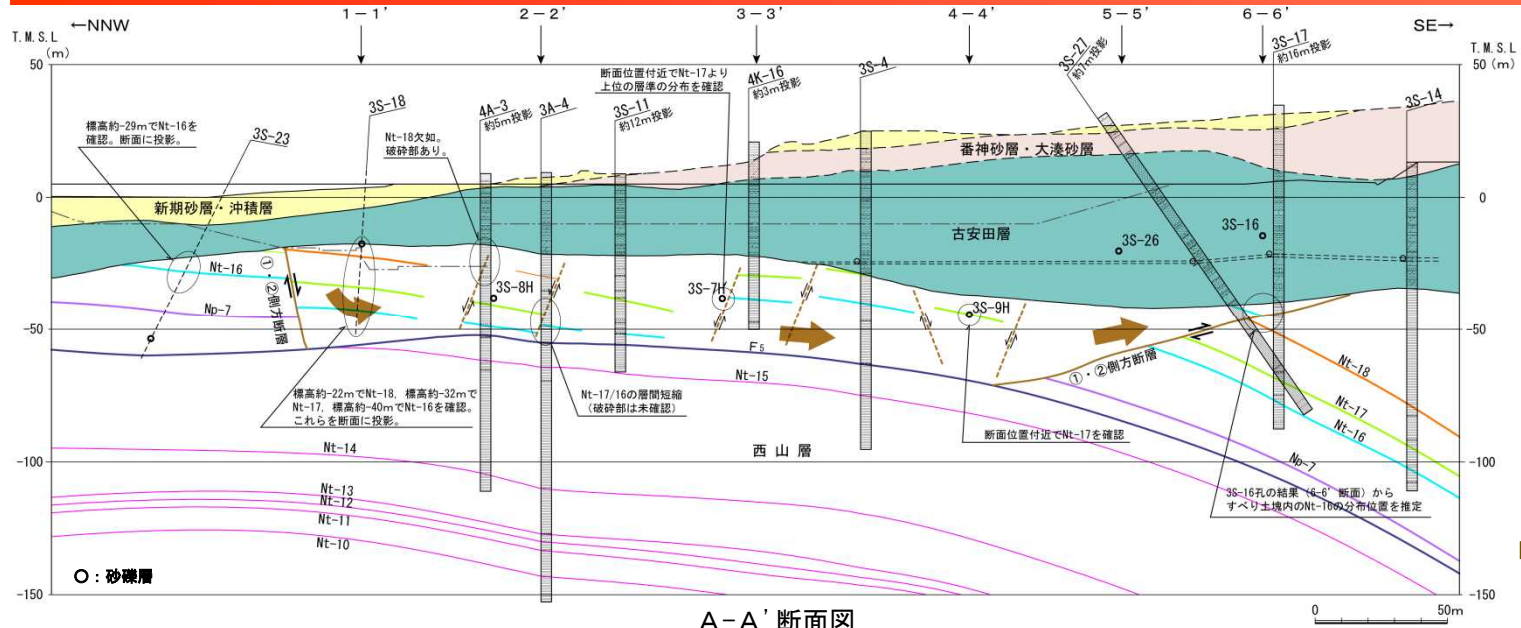 ←NNW
1-1'
2-2'
3-3'
4-4'
5-5'
6-6'
SE→
T.M.S.L
(m)
T.M.S.L
(m)
50
0
-50
-100
-150
50
0
-50
-100
-150
標高約-29mでNt-16を
確認。断面に投影。
3S-23
3S-18
Nt-18欠如。
破砕部あり。
4A-3
約5m投影
3A-4
3S-11
約12m投影
断面位置付近でNt-17より
上位の層準の分布を確認
4K-16
約3m投影
3S-4
3S-27
約7m投影
3S-17
約16m投影
3S-14
番神砂層・大湊砂層
新期砂層・沖積層
古安田層
3S-26
3S-16
Nt-16
Np-7
①・②側方断層
3S-8H
3S-7H
3S-9H
F5
①・②側方断層
Nt-18
Nt-17
Nt-16
Np-7
Nt-15
標高約-22mでNt-18，標高約-32mで
Nt-17，標高約-40mでNt-16を確認。
これらを断面に投影。
Nt-17/16の層間短縮
(破砕部は未確認)
断面位置付近でNt-17を確認
西山層
3S-16孔の結果（6-6'断面）から
すべり土塊内のNt-16の分布位置を推定
Nt-14
Nt-13
Nt-12
Nt-11
Nt-10
○：砂礫層
A-A'断面図
0 50m